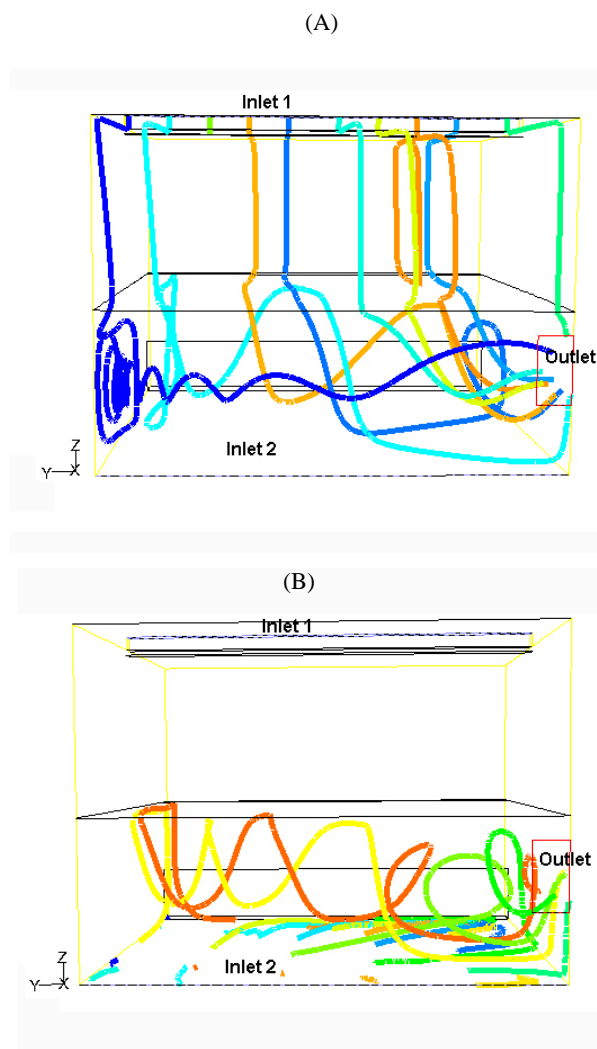 (A)
Inlet 1
Outlet
Inlet 2
Z
Y
X
(B)
Inlet 1
Outlet
Inlet 2
Z
Y
X